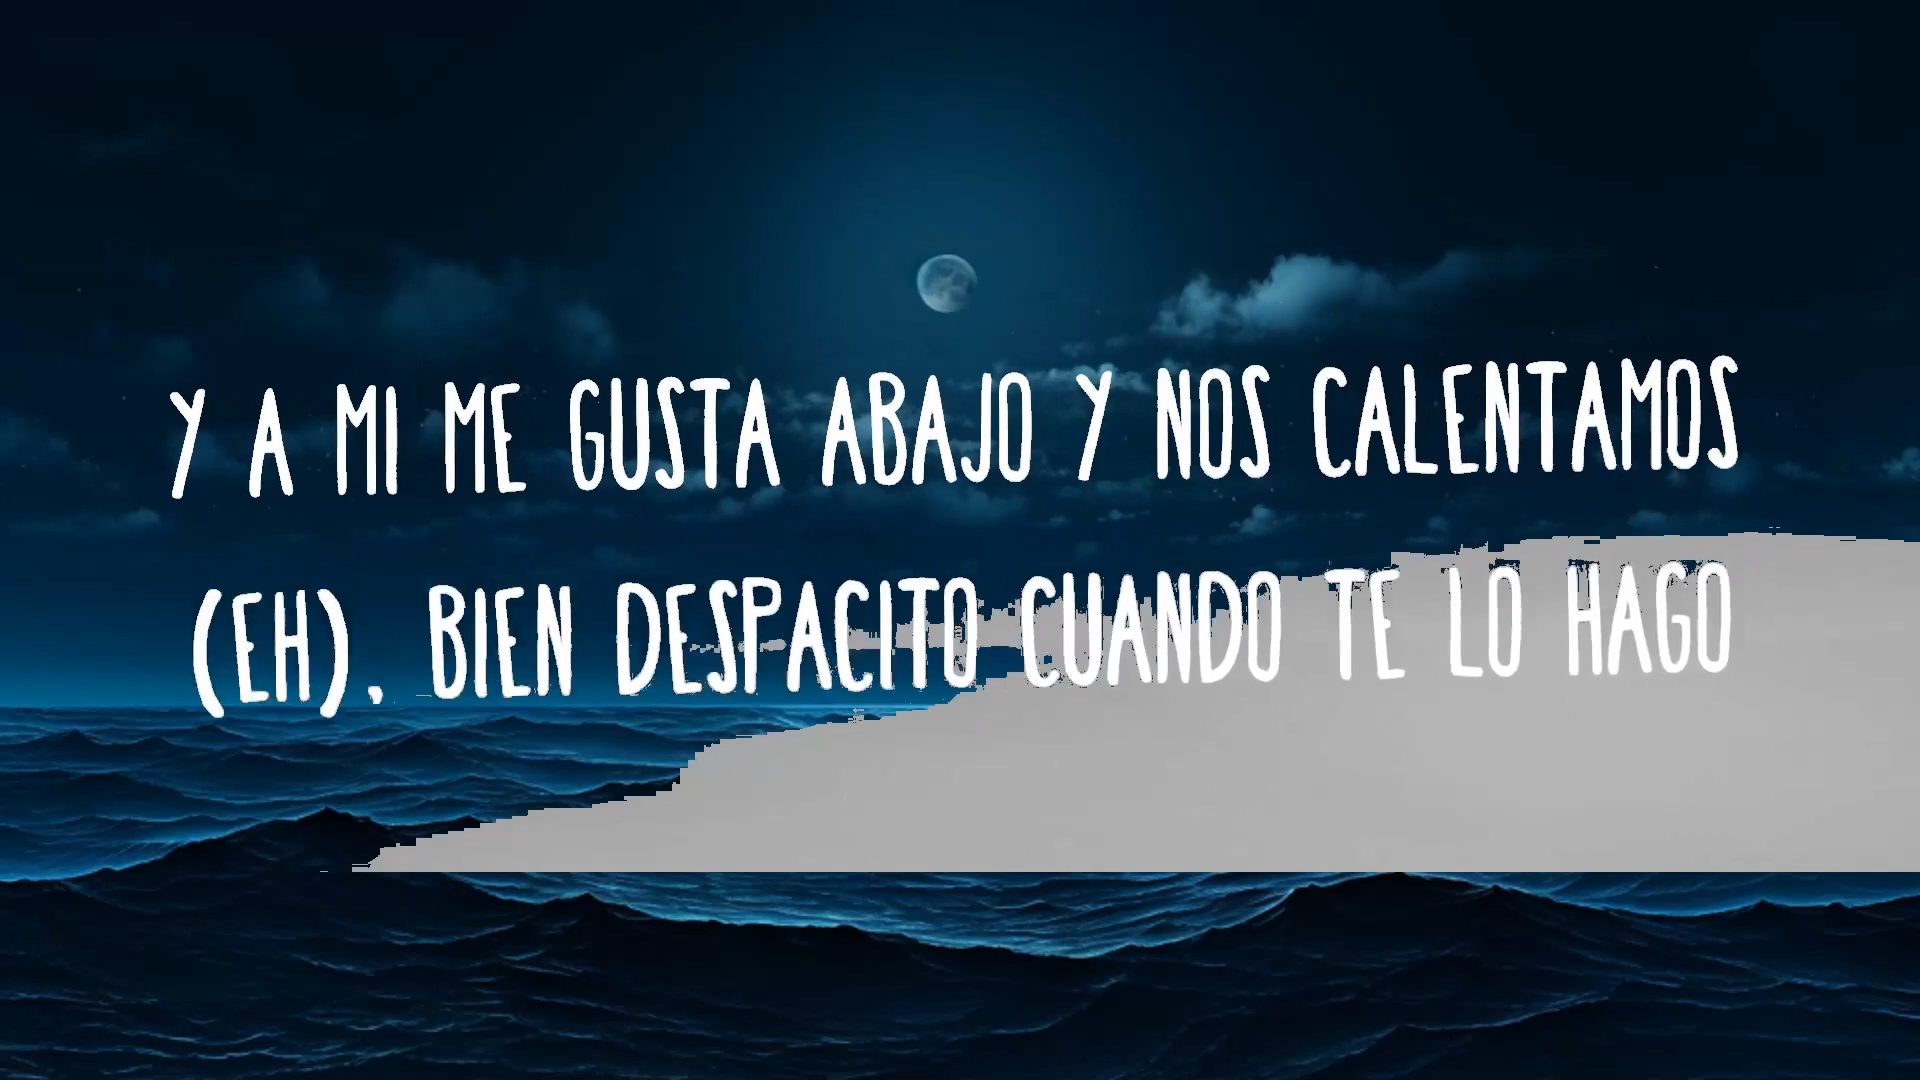 Y A MI ME GUSTA ABAJO Y NOS CALENTAMOS
(EH), BIEN DESPACITO CUANDO TE LO HAGO